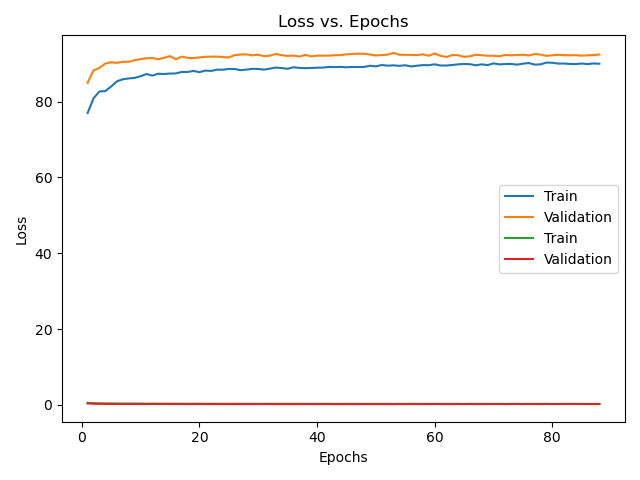 Loss vs. Epochs
Loss
80
60
40
20
0
Train
Validation
Train
Validation
0 20 40 60 80
Epochs